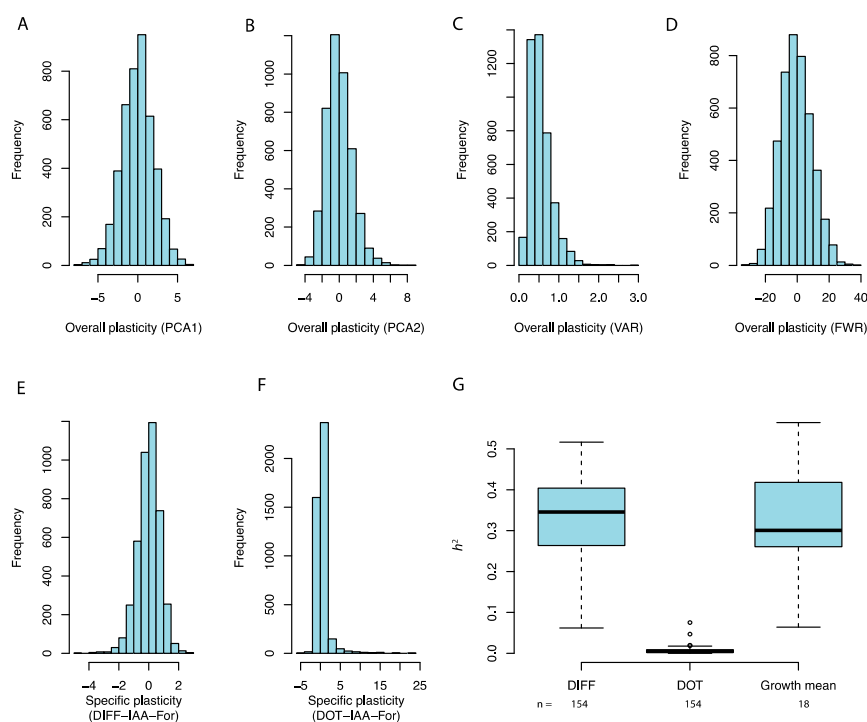 A
B
C
D
Frequency
0 200 400 600 800
−5 0 5
Overall plasticity (PCA1)
Frequency
0 200 400 600 800 1000 1200
−4 0 4 8
Overall plasticity (PCA2)
Frequency
0 200 400 600 800 1000 1200
0.0 1.0 2.0 3.0
Overall plasticity (VAR)
Frequency
0 200 400 600 800
−20 0 20 40
Overall plasticity (FWR)
E
F
G
Frequency
0 200 400 600 800 1000
−4 −2 0 2
Specific plasticity
(DIFF−IAA−For)
Frequency
0 500 1000 1500 2000
−5 5 15 25
Specific plasticity
(DOT−IAA−For)
h²
0.0 0.1 0.2 0.3 0.4 0.5
DIFF DOT Growth mean
n = 154 154 18